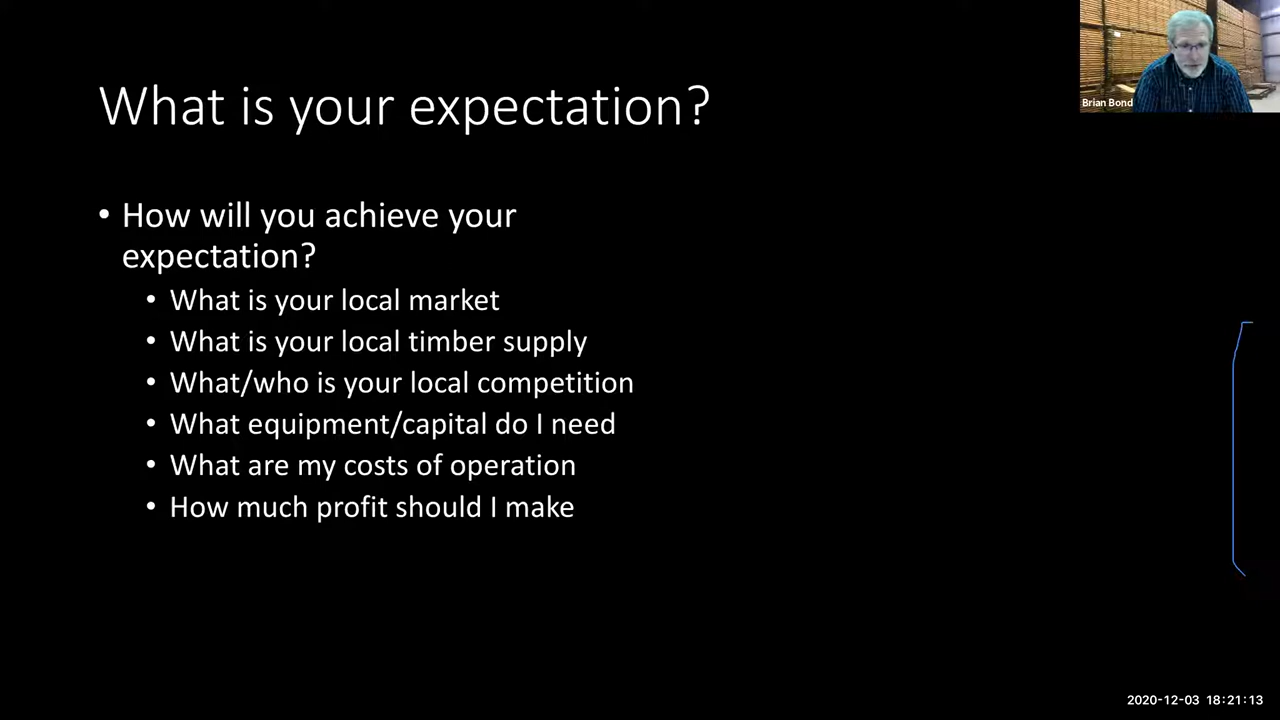 Brian Bond
What is your expectation?
• How will you achieve your
expectation?
• What is your local market
• What is your local timber supply
• What/who is your local competition
• What equipment/capital do I need
• What are my costs of operation
• How much profit should I make
2020-12-03 18:21:13